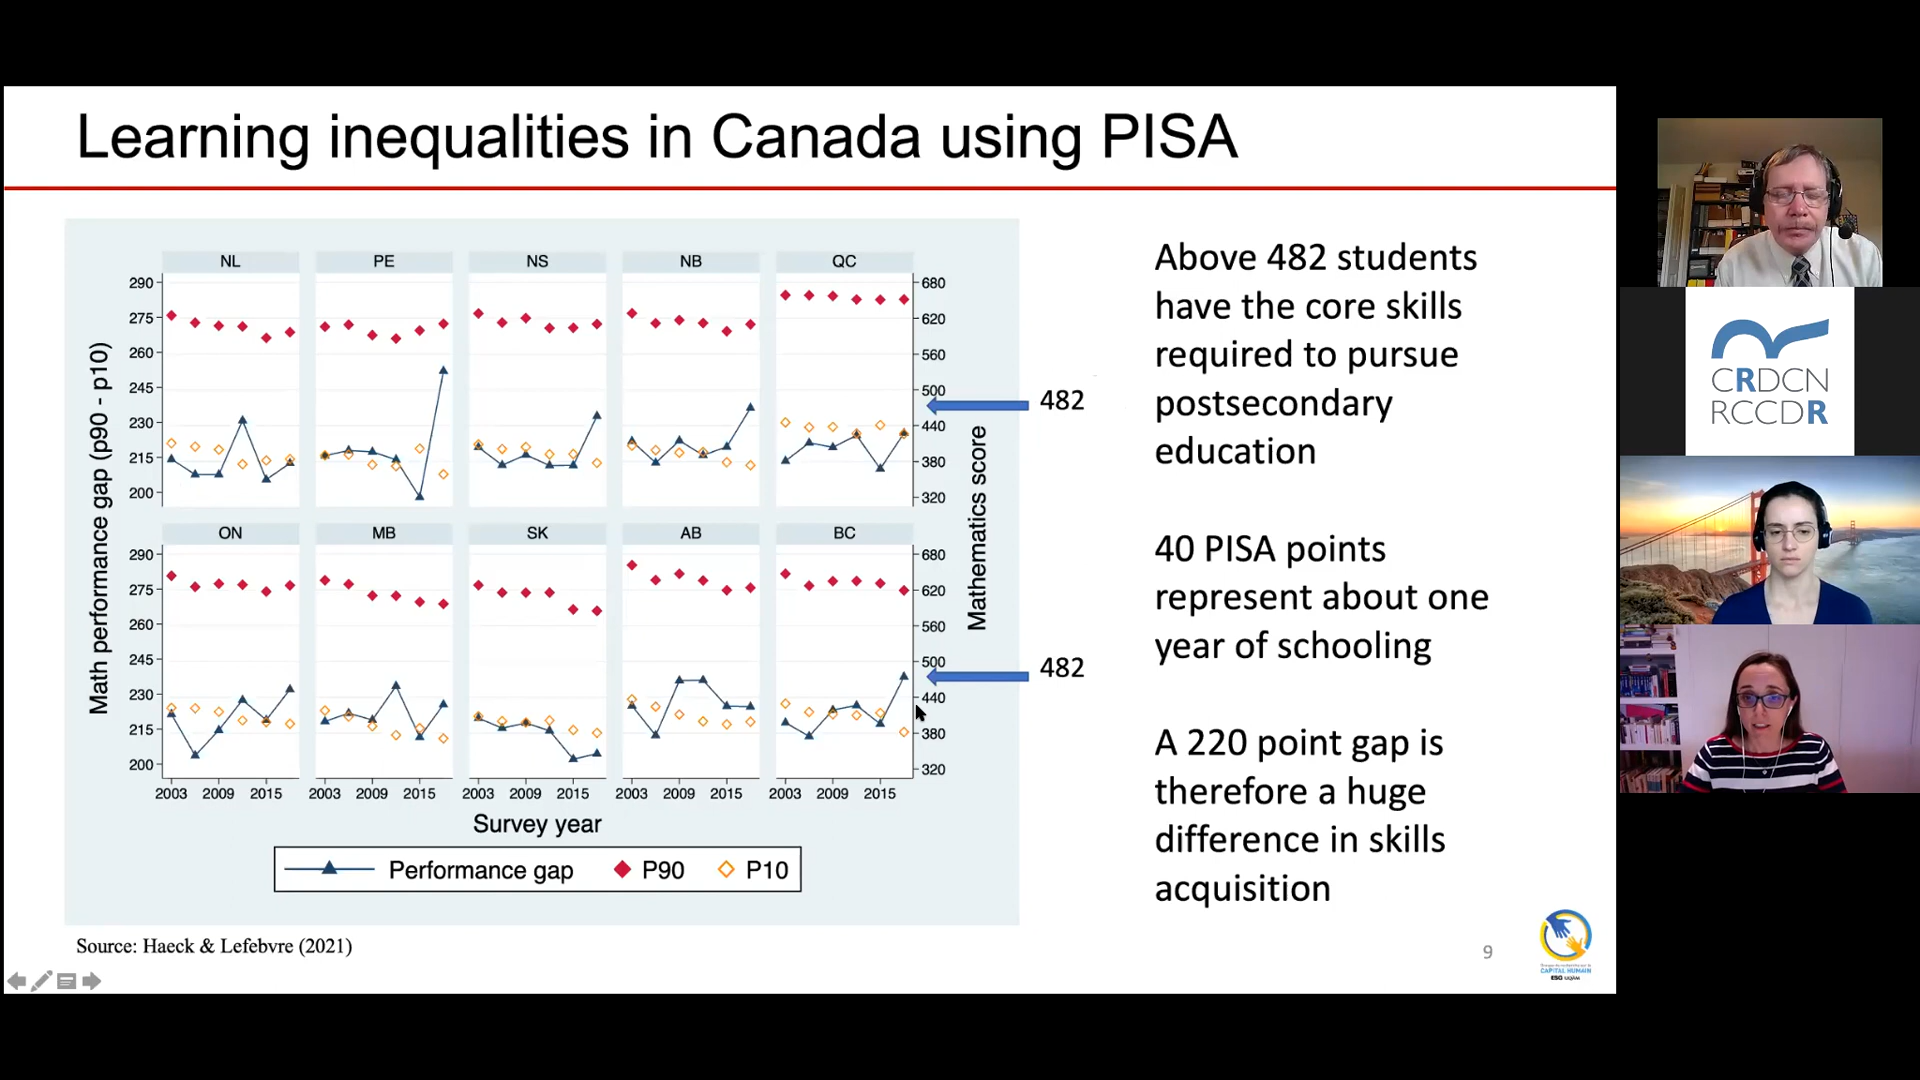 Learning inequalities in Canada using PISA
NL PE NS NB QC
290 680
275 620
260 560
245 500
230 440
215 380
200 320
482
ON MB SK AB BC
290 680
275 620
260 560
245 500
230 440
215 380
200 320
482
Math performance gap (p90 - p10)
Mathematics score
2003 2009 2015 2003 2009 2015 2003 2009 2015 2003 2009 2015 2003 2009 2015
Survey year
Performance gap P90 P10
Source: Haeck & Lefebvre (2021)
Above 482 students
have the core skills
required to pursue
postsecondary
education
40 PISA points
represent about one
year of schooling
A 220 point gap is
therefore a huge
difference in skills
acquisition
9
CAPITAL HUMAIN
ESG UQAM
CRDCN
RCCDR